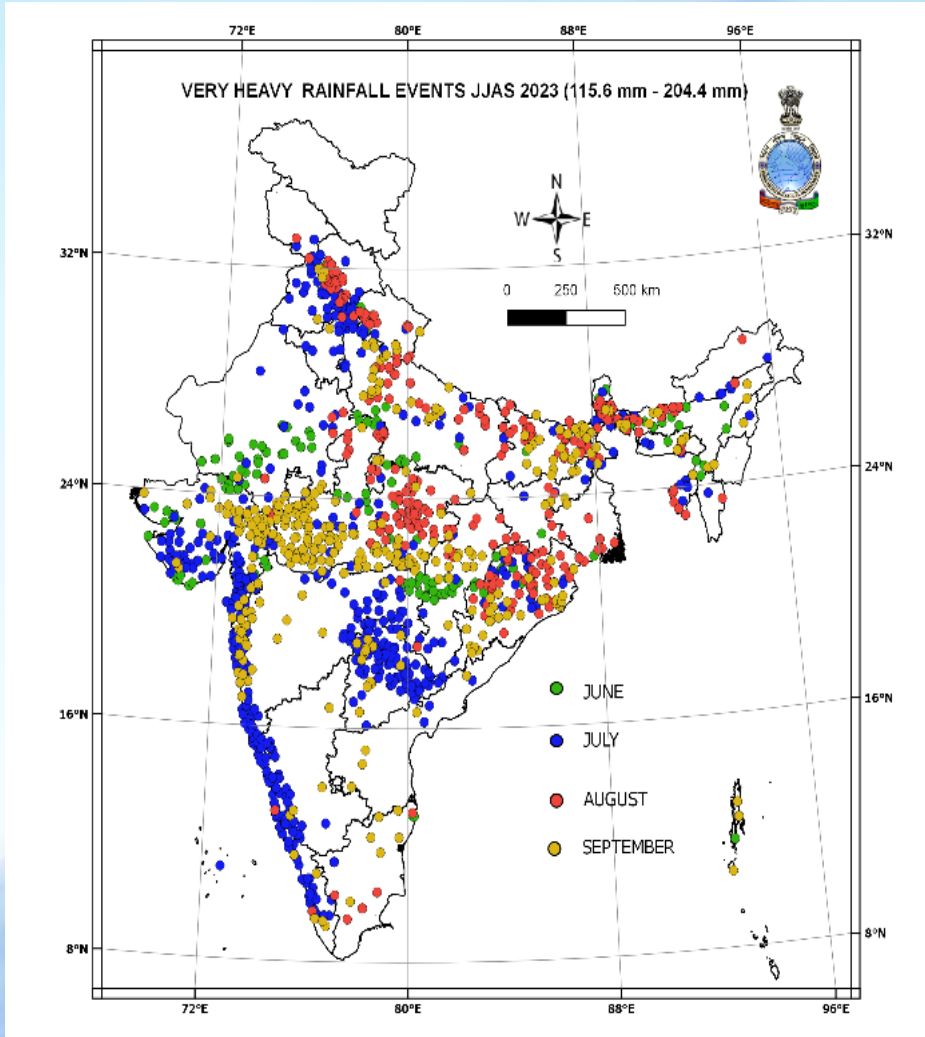 72°E 80°E 88°E 96°E
VERY HEAVY RAINFALL EVENTS JJAS 2023 (115.6 mm - 204.4 mm)
N
W E
S
32°N 32°N
0 250 500 km
24°N 24°N
JUNE
16°N 16°N
JULY
AUGUST
SEPTEMBER
8°N 8°N
72°E 80°E 88°E 96°E